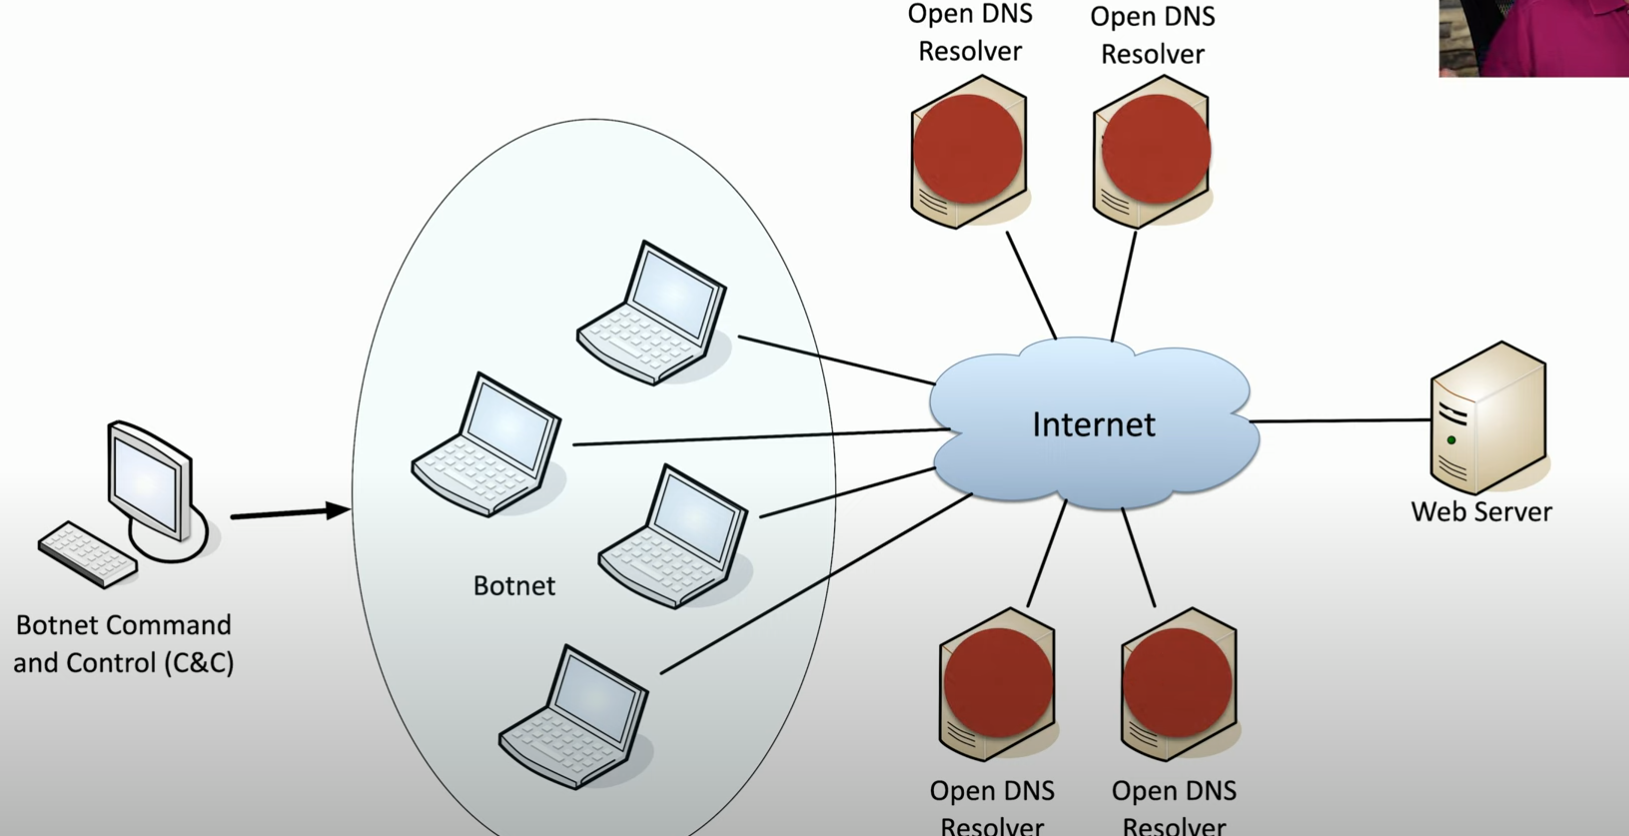 Open DNS
Resolver
Open DNS
Resolver
Internet
Web Server
Botnet
Botnet Command
and Control (C&C)
Open DNS
Resolver
Open DNS
Resolver